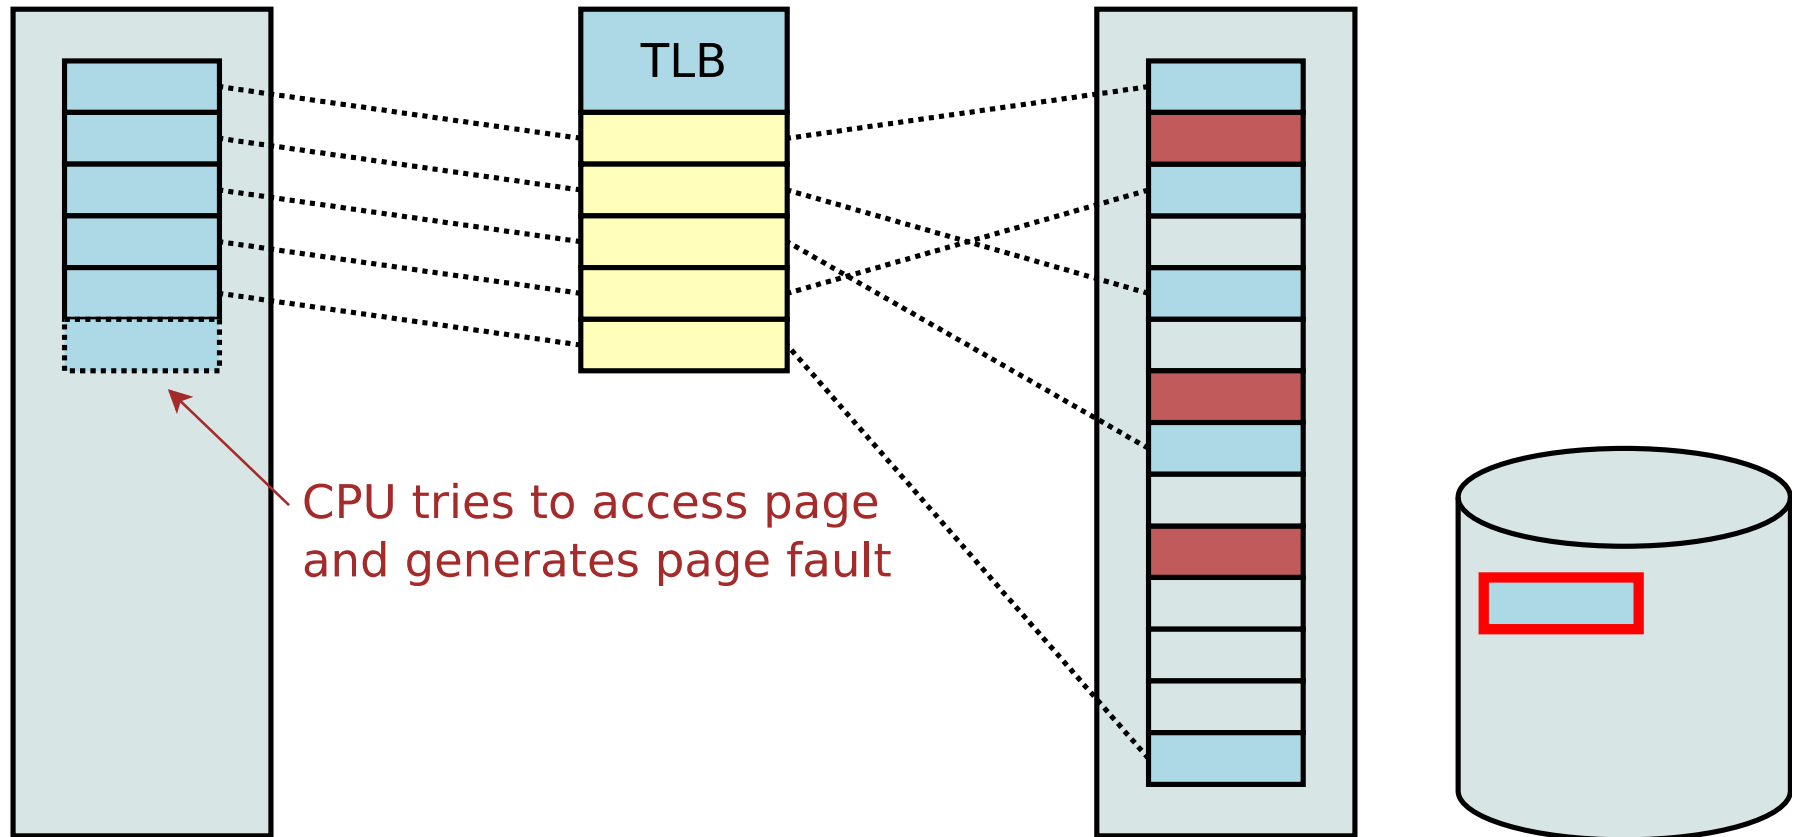 TLB
CPU tries to access page
and generates page fault